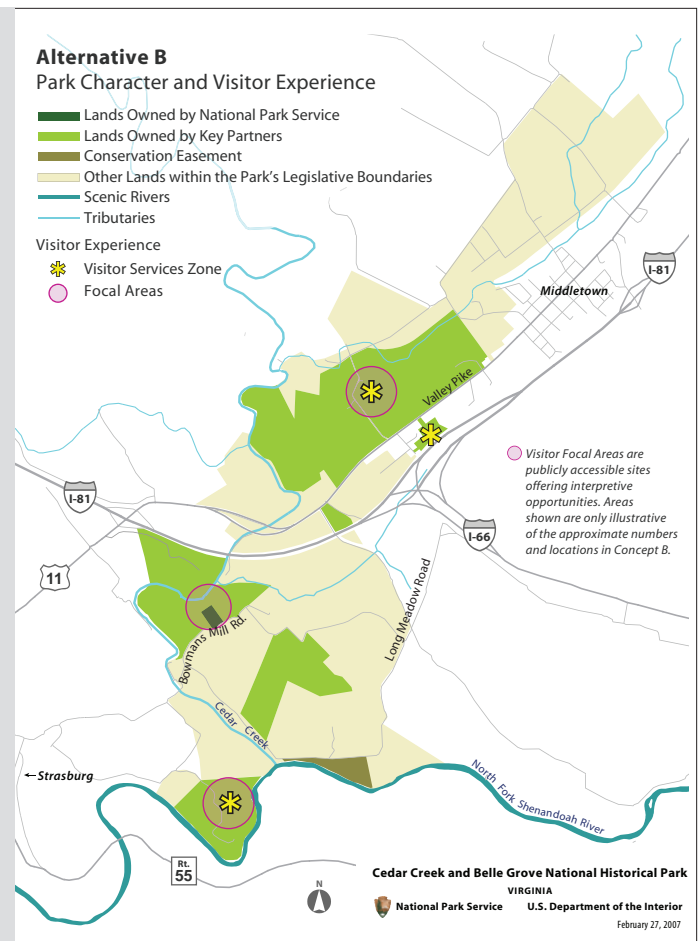 Alternative B
Park Character and Visitor Experience
Lands Owned by National Park Service
Lands Owned by Key Partners
Conservation Easement
Other Lands within the Park's Legislative Boundaries
Scenic Rivers
Tributaries
Visitor Experience
Visitor Services Zone
Focal Areas
I-81
Middletown
Valley Pike
Visitor Focal Areas are
publicly accessible sites
offering interpretive
opportunities. Areas
shown are only illustrative
of the approximate numbers
and locations in Concept B.
I-81
I-66
11
Long Meadow Road
Bowmans Mill Rd.
Cedar Creek
Strasburg
North Fork Shenandoah River
Rt.
55
N
Cedar Creek and Belle Grove National Historical Park
VIRGINIA
National Park Service U.S. Department of the Interior
February 27, 2007